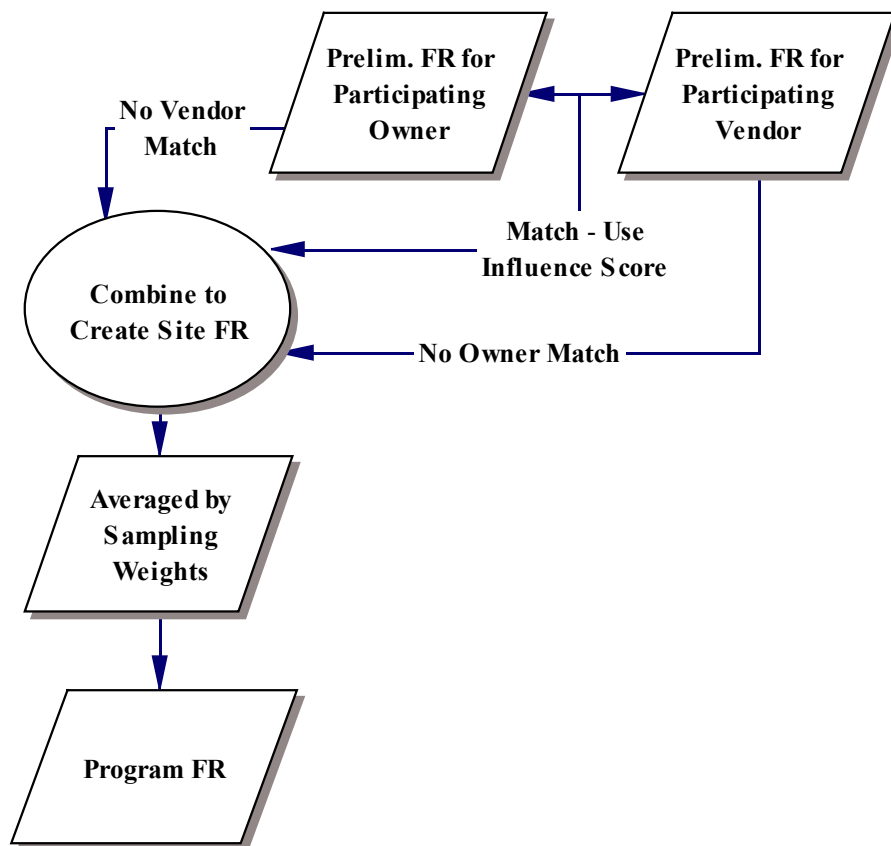 Prelim. FR for
Participating
Owner
Prelim. FR for
Participating
Vendor
No Vendor
Match
Match - Use
Influence Score
Combine to
Create Site FR
No Owner Match
Averaged by
Sampling
Weights
Program FR